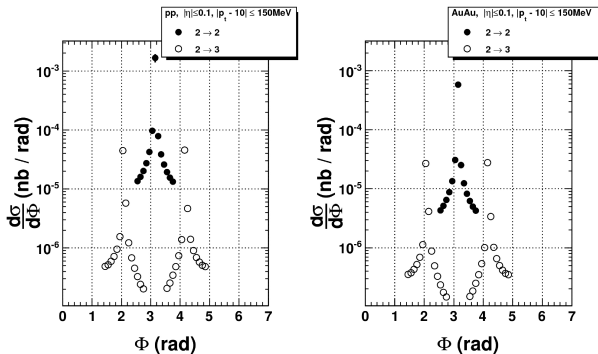 pp, |η|≤0.1, |p_t - 10| ≤ 150MeV
2 → 2
2 → 3
dσ/dΦ (nb / rad)
10^-3
10^-4
10^-5
10^-6
0 1 2 3 4 5 6 7
Φ (rad)
AuAu, |η|≤0.1, |p_t - 10| ≤ 150MeV
2 → 2
2 → 3
dσ/dΦ (nb / rad)
10^-3
10^-4
10^-5
10^-6
0 1 2 3 4 5 6 7
Φ (rad)